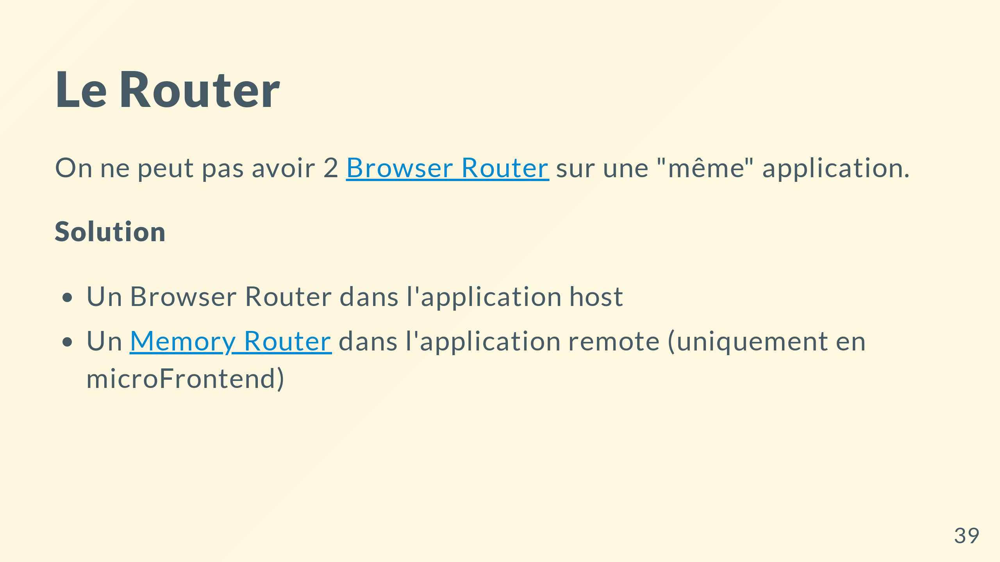 Le Router
On ne peut pas avoir 2 Browser Router sur une "même" application.
Solution
• Un Browser Router dans l'application host
• Un Memory Router dans l'application remote (uniquement en
microFrontend)
39